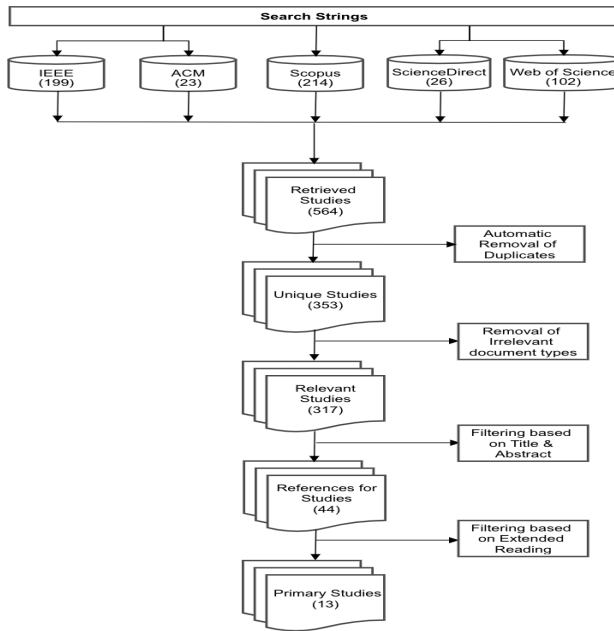 Search Strings
IEEE
(199)
ACM
(23)
Scopus
(214)
ScienceDirect
(26)
Web of Science
(102)
Retrieved
Studies
(564)
Automatic
Removal of
Duplicates
Unique Studies
(353)
Removal of
Irrelevant
document types
Relevant
Studies
(317)
Filtering based
on Title &
Abstract
References for
Studies
(44)
Filtering based
on Extended
Reading
Primary Studies
(13)